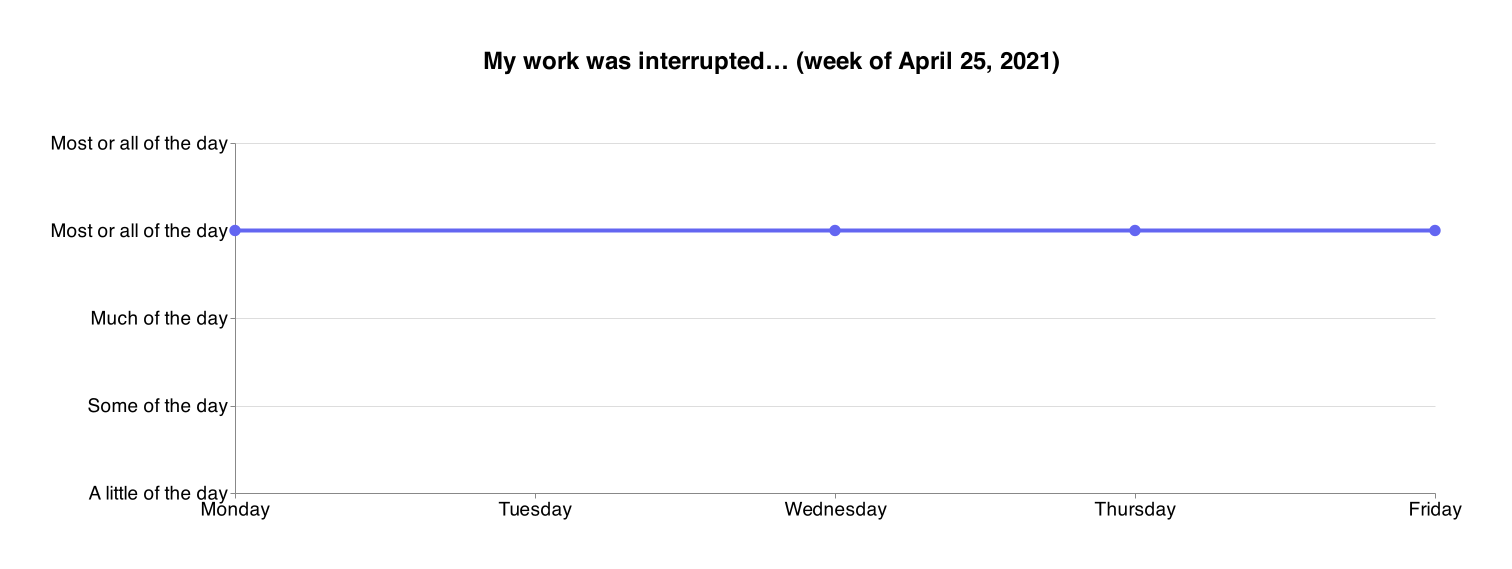 My work was interrupted… (week of April 25, 2021)
Most or all of the day
Most or all of the day
Much of the day
Some of the day
A little of the day
Monday Tuesday Wednesday Thursday Friday